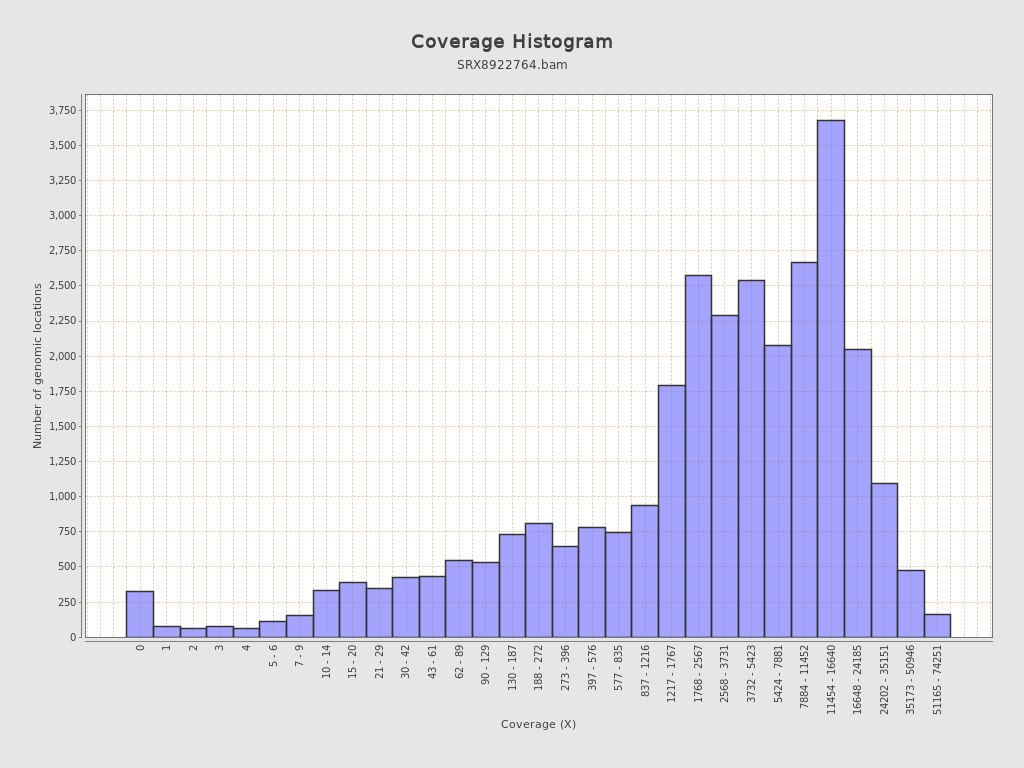 Coverage Histogram
SRX8922764.bam
3,750
3,500
3,250
3,000
2,750
2,500
2,250
2,000
1,750
1,500
1,250
1,000
750
500
250
0
Number of genomic locations
0
1
2
3
4
5 - 6
7 - 9
10 - 14
15 - 20
21 - 29
30 - 42
43 - 61
62 - 89
90 - 129
130 - 187
188 - 272
273 - 396
397 - 576
577 - 835
837 - 1216
1217 - 1767
1768 - 2567
2568 - 3731
3732 - 5423
5424 - 7881
7884 - 11452
11454 - 16640
16648 - 24185
24202 - 35151
35173 - 50946
51165 - 74251
Coverage (X)